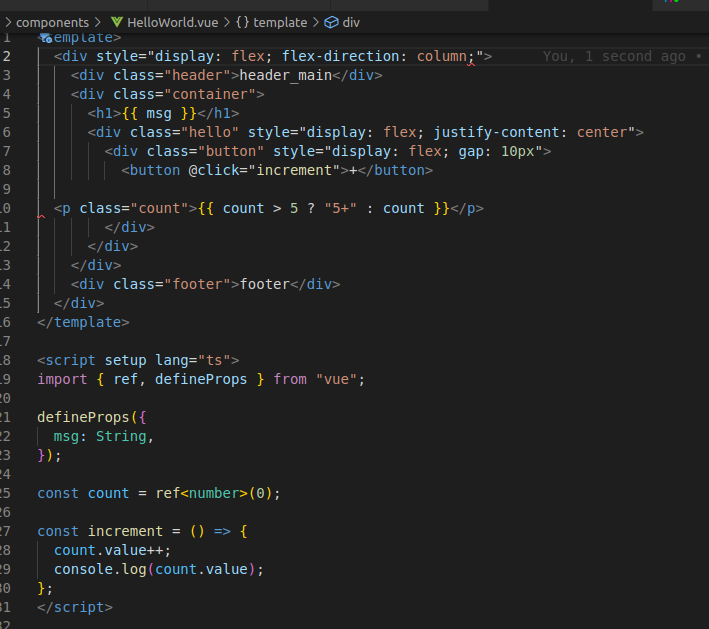 components > HelloWorld.vue > {} template > div
1 <template>
2 <div style="display: flex; flex-direction: column;"> You, 1 second ago •
3 <div class="header">header_main</div>
4 <div class="container">
5 <h1>{{ msg }}</h1>
6 <div class="hello" style="display: flex; justify-content: center">
7 <div class="button" style="display: flex; gap: 10px">
8 <button @click="increment">+</button>
9
10 <p class="count">{{ count > 5 ? "5+" : count }}</p>
11 </div>
12 </div>
13 </div>
14 <div class="footer">footer</div>
15 </div>
16 </template>
17
18 <script setup lang="ts">
19 import { ref, defineProps } from "vue";
20
21 defineProps({
22 msg: String,
23 });
24
25 const count = ref<number>(0);
26
27 const increment = () => {
28 count.value++;
29 console.log(count.value);
30 };
31 </script>
32